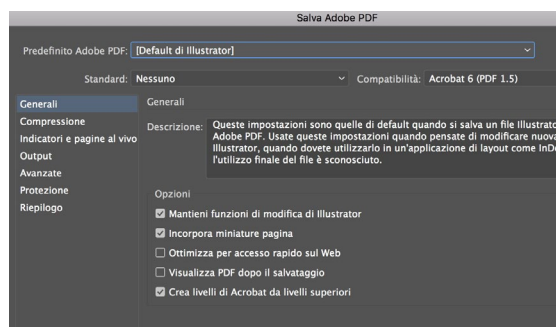 Salva Adobe PDF
Predefinito Adobe PDF: [Default di Illustrator]
Standard: Nessuno Compatibilità: Acrobat 6 (PDF 1.5)
Generali
Compressione
Indicatori e pagine al vivo
Output
Avanzate
Protezione
Riepilogo
Generali
Descrizione: Queste impostazioni sono quelle di default quando si salva un file
Adobe PDF. Usate queste impostazioni quando pensate di modificare
Illustrator, quando dovete utilizzarlo in un'applicazione di layout come
l'utilizzo finale del file è sconosciuto.
Opzioni
Mantieni funzioni di modifica di Illustrator
Incorpora miniature pagina
Ottimizza per accesso rapido sul Web
Visualizza PDF dopo il salvataggio
Crea livelli di Acrobat da livelli superiori